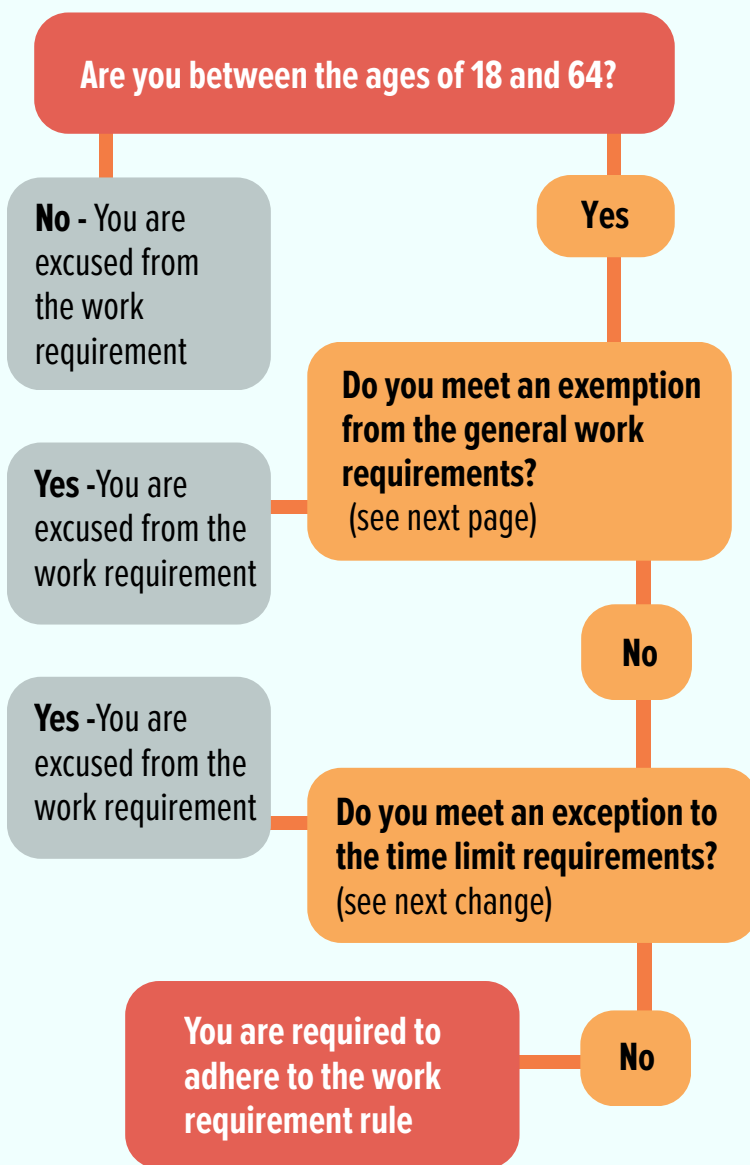 Are you between the ages of 18 and 64?
No - You are
excused from
the work
requirement
Yes
Do you meet an exemption
from the general work
requirements?
(see next page)
Yes -You are
excused from the
work requirement
No
Do you meet an exception to
the time limit requirements?
(see next change)
Yes -You are
excused from the
work requirement
No
You are required to
adhere to the work
requirement rule